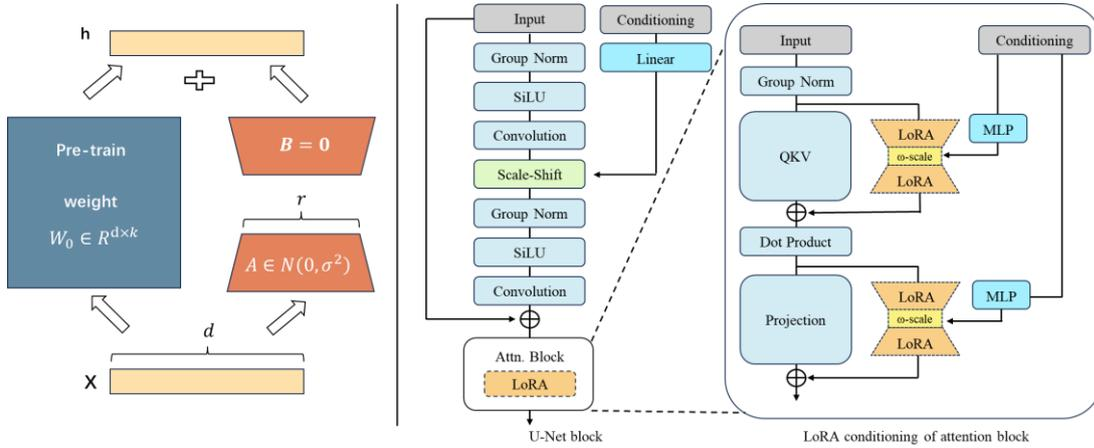 h
Pre-train
weight
W₀ ∈ R^{d×k}
B = 0
r
A ∈ N(0, σ²)
d
X
Input
Conditioning
Group Norm
Linear
SiLU
Convolution
Scale-Shift
Group Norm
SiLU
Convolution
Attn. Block
LoRA
U-Net block
Input
Conditioning
Group Norm
QKV
LoRA
ω-scale
LoRA
MLP
Dot Product
Projection
LoRA
ω-scale
LoRA
MLP
LoRA conditioning of attention block